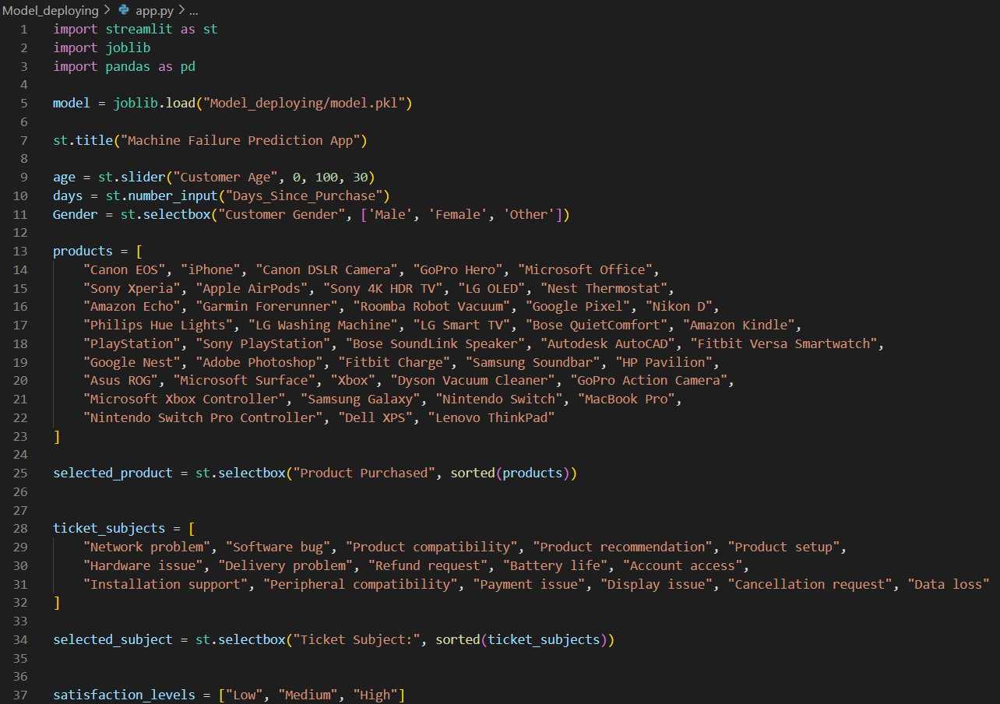 Model_deploying > app.py > ...
1 import streamlit as st
2 import joblib
3 import pandas as pd
4
5 model = joblib.load("Model_deploying/model.pkl")
6
7 st.title("Machine Failure Prediction App")
8
9 age = st.slider("Customer Age", 0, 100, 30)
10 days = st.number_input("Days_Since_Purchase")
11 Gender = st.selectbox("Customer Gender", ['Male', 'Female', 'Other'])
12
13 products = [
14     "Canon EOS", "iPhone", "Canon DSLR Camera", "GoPro Hero", "Microsoft Office",
15     "Sony Xperia", "Apple AirPods", "Sony 4K HDR TV", "LG OLED", "Nest Thermostat",
16     "Amazon Echo", "Garmin Forerunner", "Roomba Robot Vacuum", "Google Pixel", "Nikon D",
17     "Philips Hue Lights", "LG Washing Machine", "LG Smart TV", "Bose QuietComfort", "Amazon Kindle",
18     "PlayStation", "Sony PlayStation", "Bose SoundLink Speaker", "Autodesk AutoCAD", "Fitbit Versa Smartwatch",
19     "Google Nest", "Adobe Photoshop", "Fitbit Charge", "Samsung Soundbar", "HP Pavilion",
20     "Asus ROG", "Microsoft Surface", "Xbox", "Dyson Vacuum Cleaner", "GoPro Action Camera",
21     "Microsoft Xbox Controller", "Samsung Galaxy", "Nintendo Switch", "MacBook Pro",
22     "Nintendo Switch Pro Controller", "Dell XPS", "Lenovo ThinkPad"
23 ]
24
25 selected_product = st.selectbox("Product Purchased", sorted(products))
26
27
28 ticket_subjects = [
29     "Network problem", "Software bug", "Product compatibility", "Product recommendation", "Product setup",
30     "Hardware issue", "Delivery problem", "Refund request", "Battery life", "Account access",
31     "Installation support", "Peripheral compatibility", "Payment issue", "Display issue", "Cancellation request", "Data loss"
32 ]
33
34 selected_subject = st.selectbox("Ticket Subject:", sorted(ticket_subjects))
35
36
37 satisfaction_levels = ["Low", "Medium", "High"]